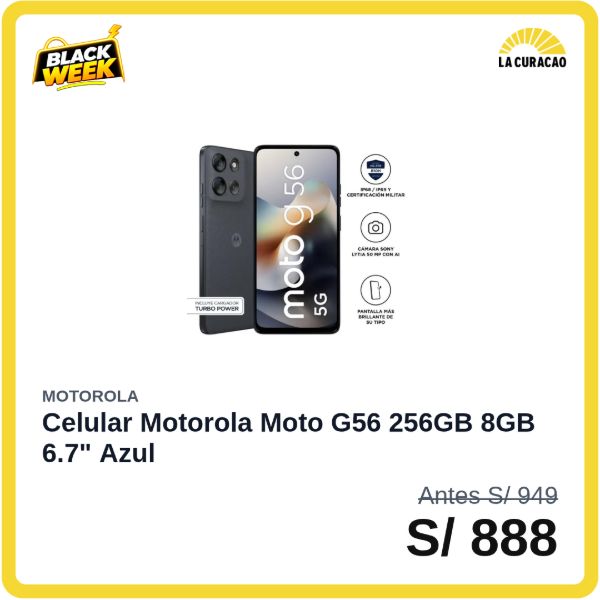 BLACK
WEEK
LA CURACAO
moto g56
5G
INCLUYE CARGADOR
TURBO POWER
IP68 / IP69 Y
CERTIFICACIÓN MILITAR
CÁMARA SONY
LYTIA 50 MP CON AI
PANTALLA MÁS
BRILLANTE DE
SU TIPO
MOTOROLA
Celular Motorola Moto G56 256GB 8GB
6.7" Azul
Antes S/ 949
S/ 888